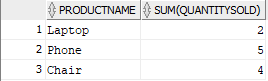 PRODUCTNAME SUM(QUANTITYSOLD)
1 Laptop 2
2 Phone 5
3 Chair 4